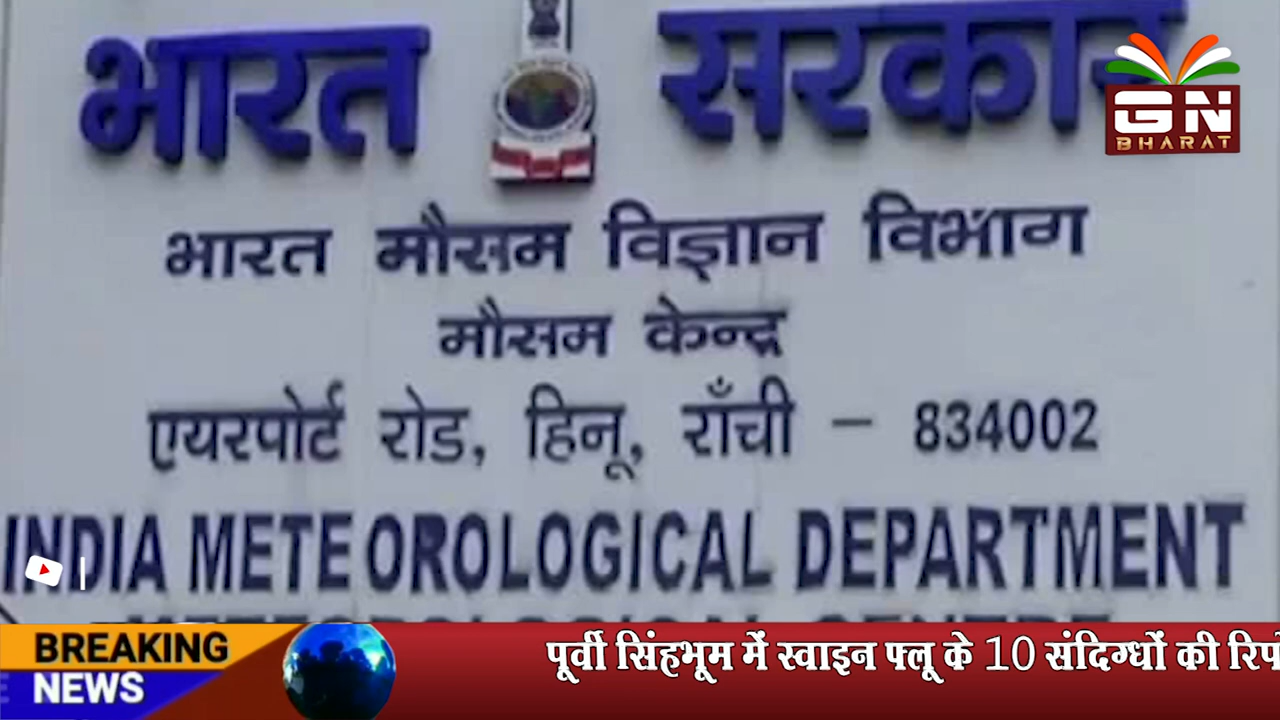 भारत सरकार
GN
BHARAT
भारत मौसम विज्ञान विभाग
मौसम केन्द्र
एयरपोर्ट रोड, हिनू, राँची - 834002
INDIA METEOROLOGICAL DEPARTMENT
BREAKING
NEWS
पूर्वी सिंहभूम में स्वाइन फ्लू के 10 संदिग्धों की